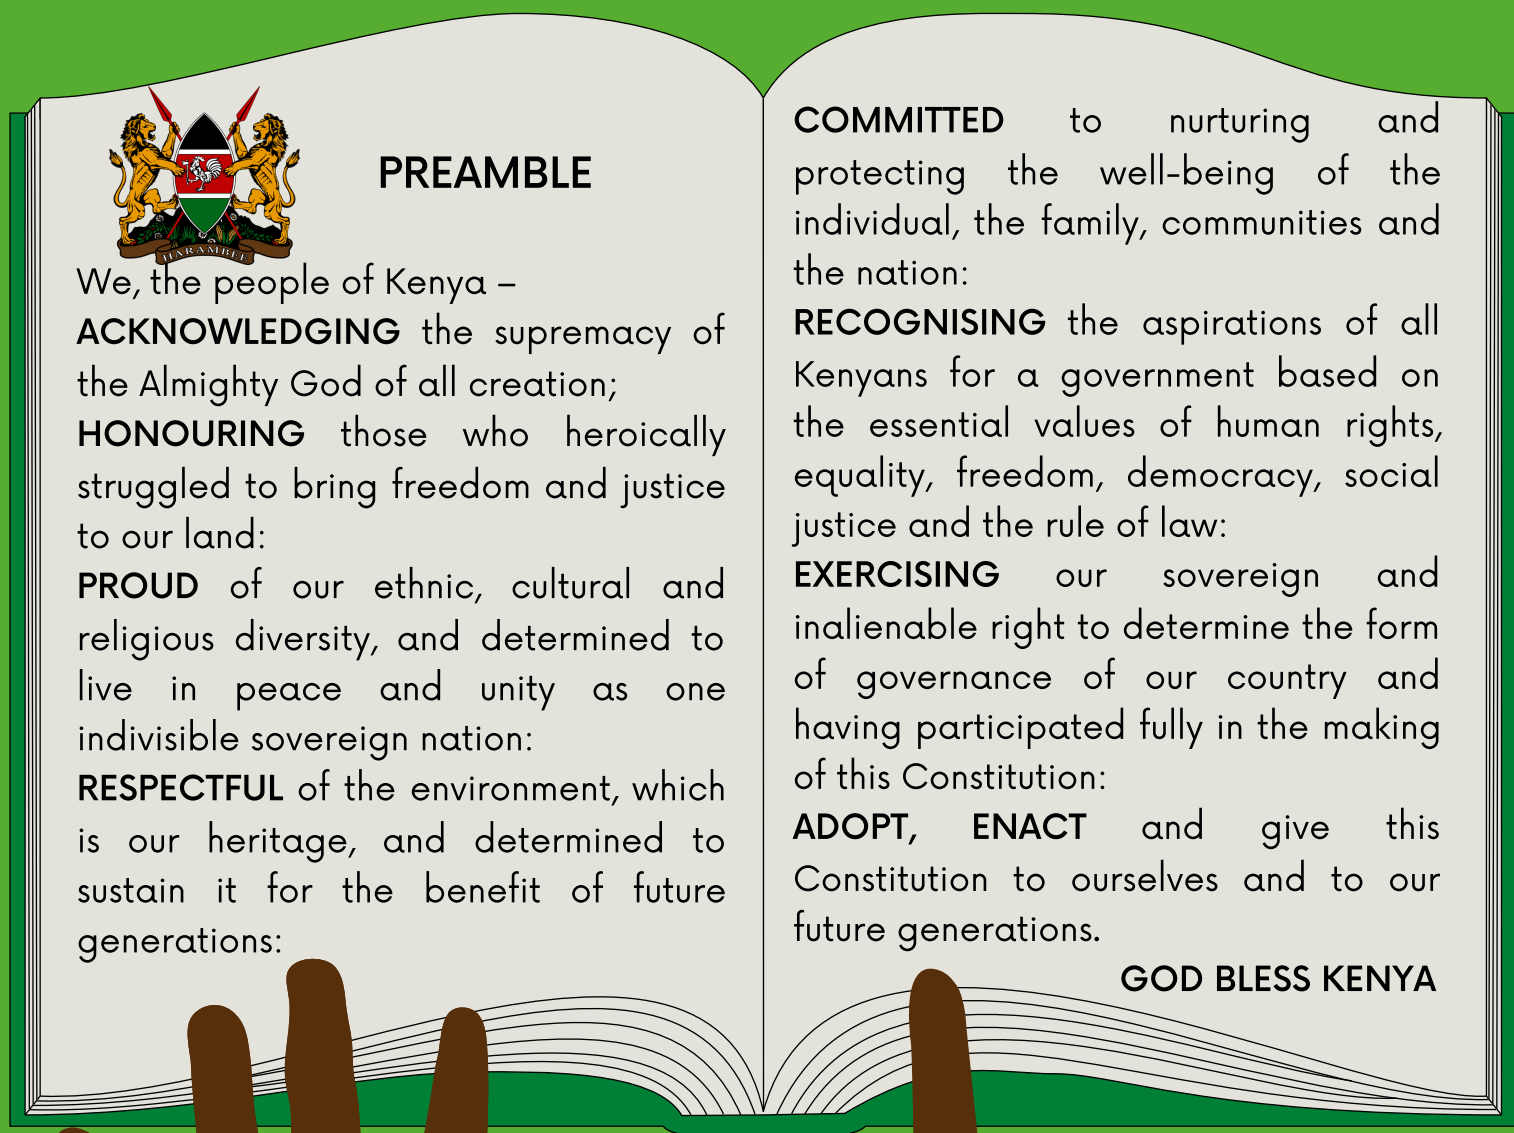 HARAMBEE
PREAMBLE
We, the people of Kenya –
ACKNOWLEDGING the supremacy of
the Almighty God of all creation;
HONOURING those who heroically
struggled to bring freedom and justice
to our land:
PROUD of our ethnic, cultural and
religious diversity, and determined to
live in peace and unity as one
indivisible sovereign nation:
RESPECTFUL of the environment, which
is our heritage, and determined to
sustain it for the benefit of future
generations:
COMMITTED to nurturing and
protecting the well-being of the
individual, the family, communities and
the nation:
RECOGNISING the aspirations of all
Kenyans for a government based on
the essential values of human rights,
equality, freedom, democracy, social
justice and the rule of law:
EXERCISING our sovereign and
inalienable right to determine the form
of governance of our country and
having participated fully in the making
of this Constitution:
ADOPT, ENACT and give this
Constitution to ourselves and to our
future generations.
GOD BLESS KENYA